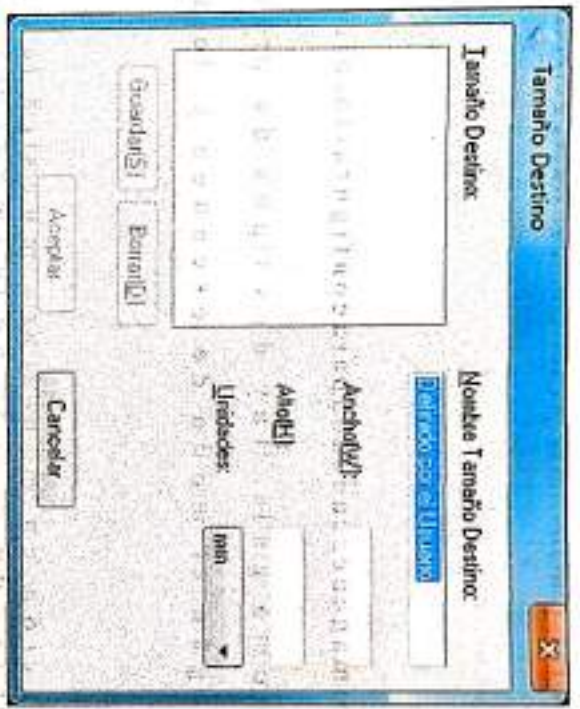 Tamaño Destino
Tamaño Destino:
Nombre Tamaño Destino:
Definido por el Usuario
Ancho(W):
Alto(H):
Unidades:
mm
Guardar(S)
Borrar(D)
Aceptar
Cancelar